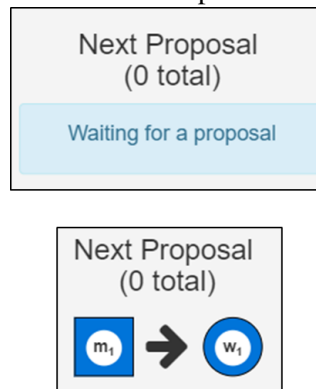 Next Proposal
(0 total)
Waiting for a proposal
Next Proposal
(0 total)
m₁
w₁